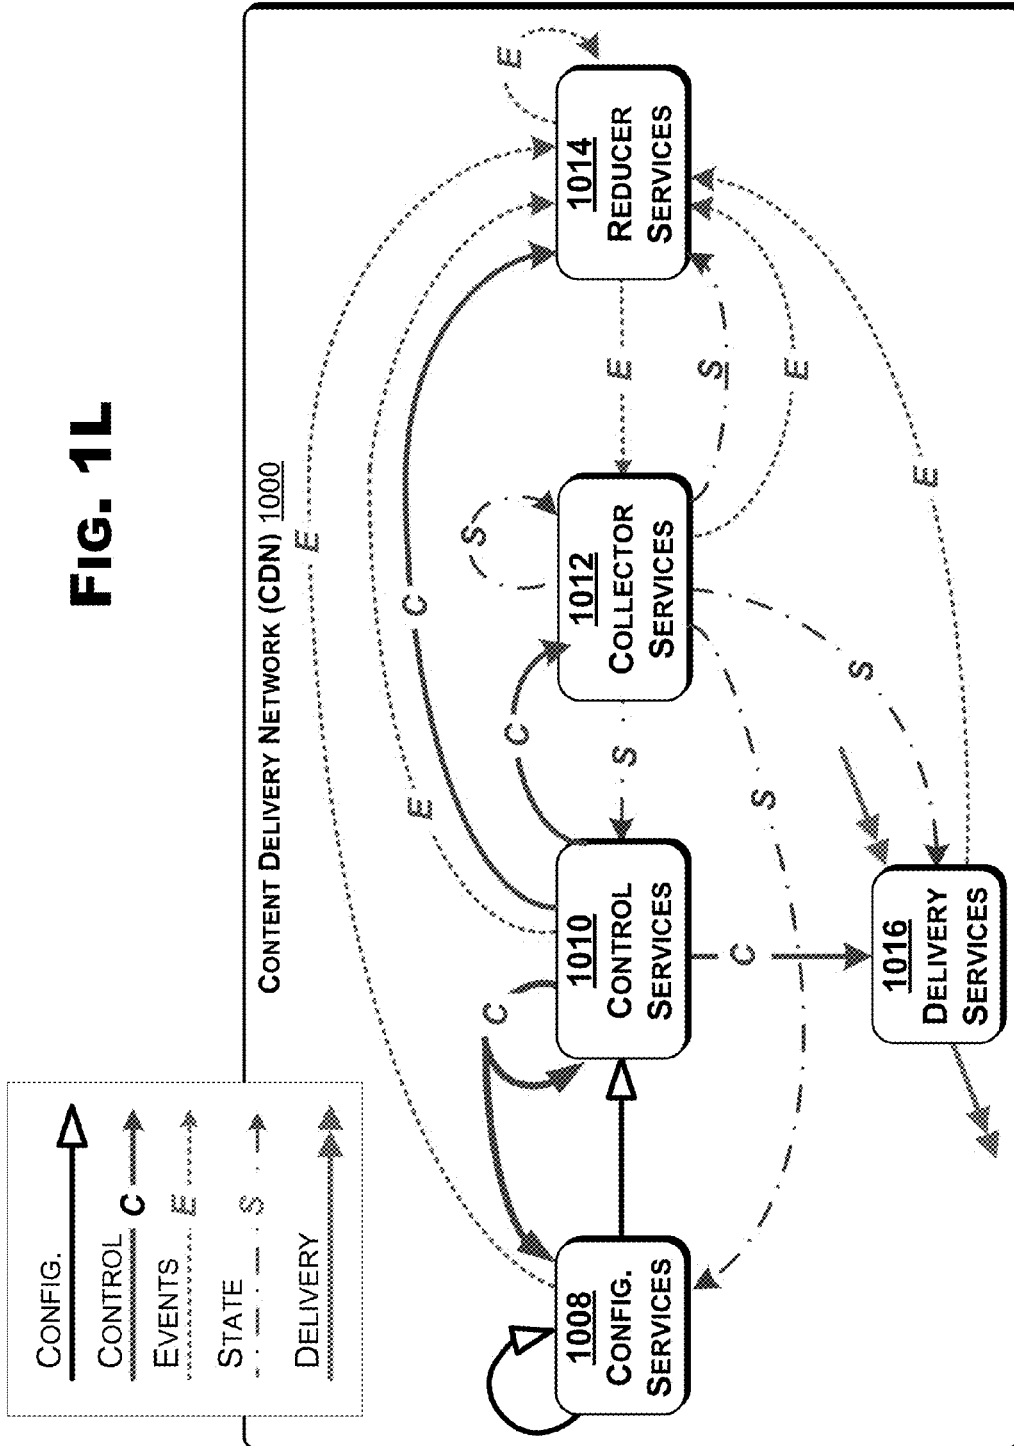 FIG. 1L
CONFIG.
CONTROL C
EVENTS E
STATE S
DELIVERY
CONTENT DELIVERY NETWORK (CDN) 1000
E
E
C
C
C
S
E
1008
CONFIG.
SERVICES
1010
CONTROL
SERVICES
S
1012
COLLECTOR
SERVICES
E
1014
REDUCER
SERVICES
C
S
S
S
E
E
1016
DELIVERY
SERVICES